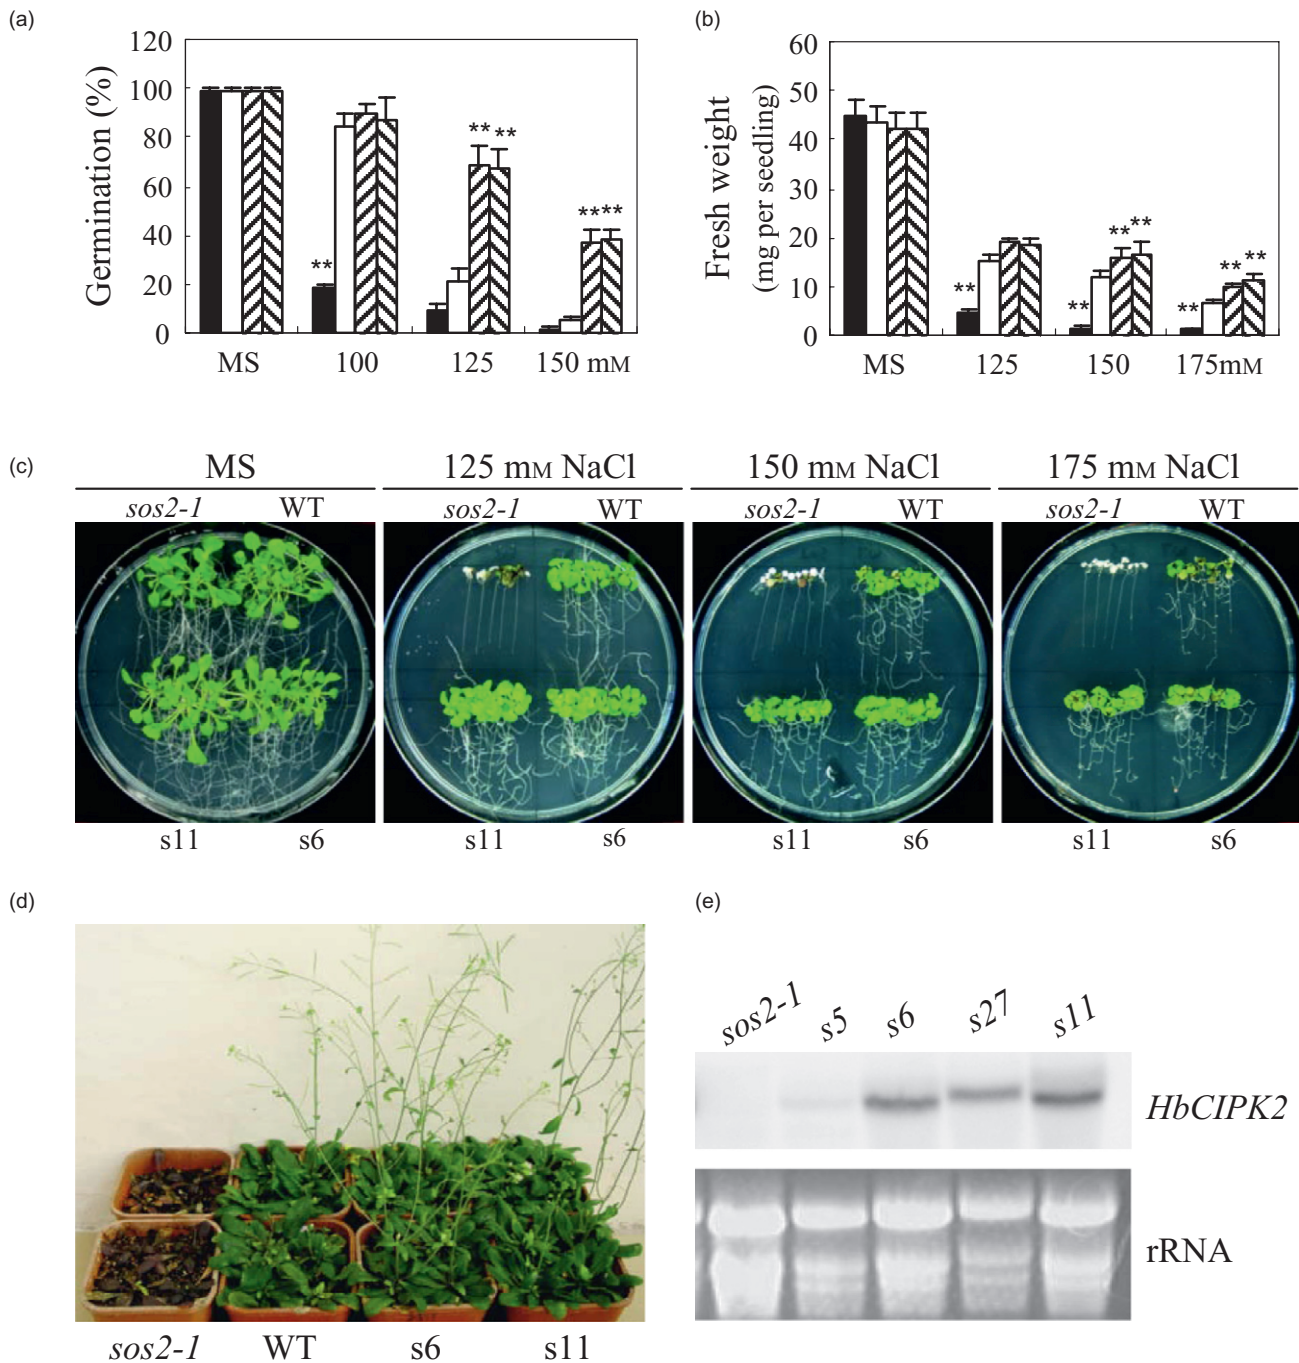 (a)
120
100
80
60
40
20
0
Germination (%)
**
** **
** **
MS 100 125 150 mM
(b)
60
50
40
30
20
10
0
Fresh weight
(mg per seedling)
**
** ** **
** ** **
MS 125 150 175mM
(c)
MS 125 mM NaCl 150 mM NaCl 175 mM NaCl
sos2-1 WT sos2-1 WT sos2-1 WT sos2-1 WT
s11 s6 s11 s6 s11 s6 s11 s6
(d)
sos2-1 WT s6 s11
(e)
sos2-1 s5 s6 s27 s11
HbCIPK2
rRNA